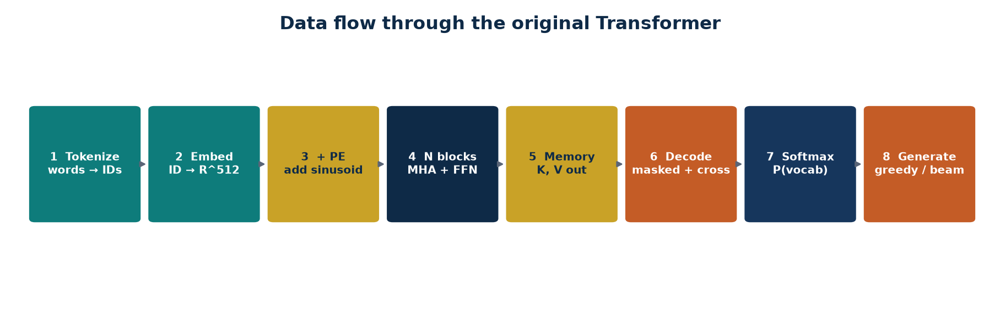 Data flow through the original Transformer
1  Tokenize
words → IDs
2  Embed
ID → R^512
3  + PE
add sinusoid
4  N blocks
MHA + FFN
5  Memory
K, V out
6  Decode
masked + cross
7  Softmax
P(vocab)
8  Generate
greedy / beam